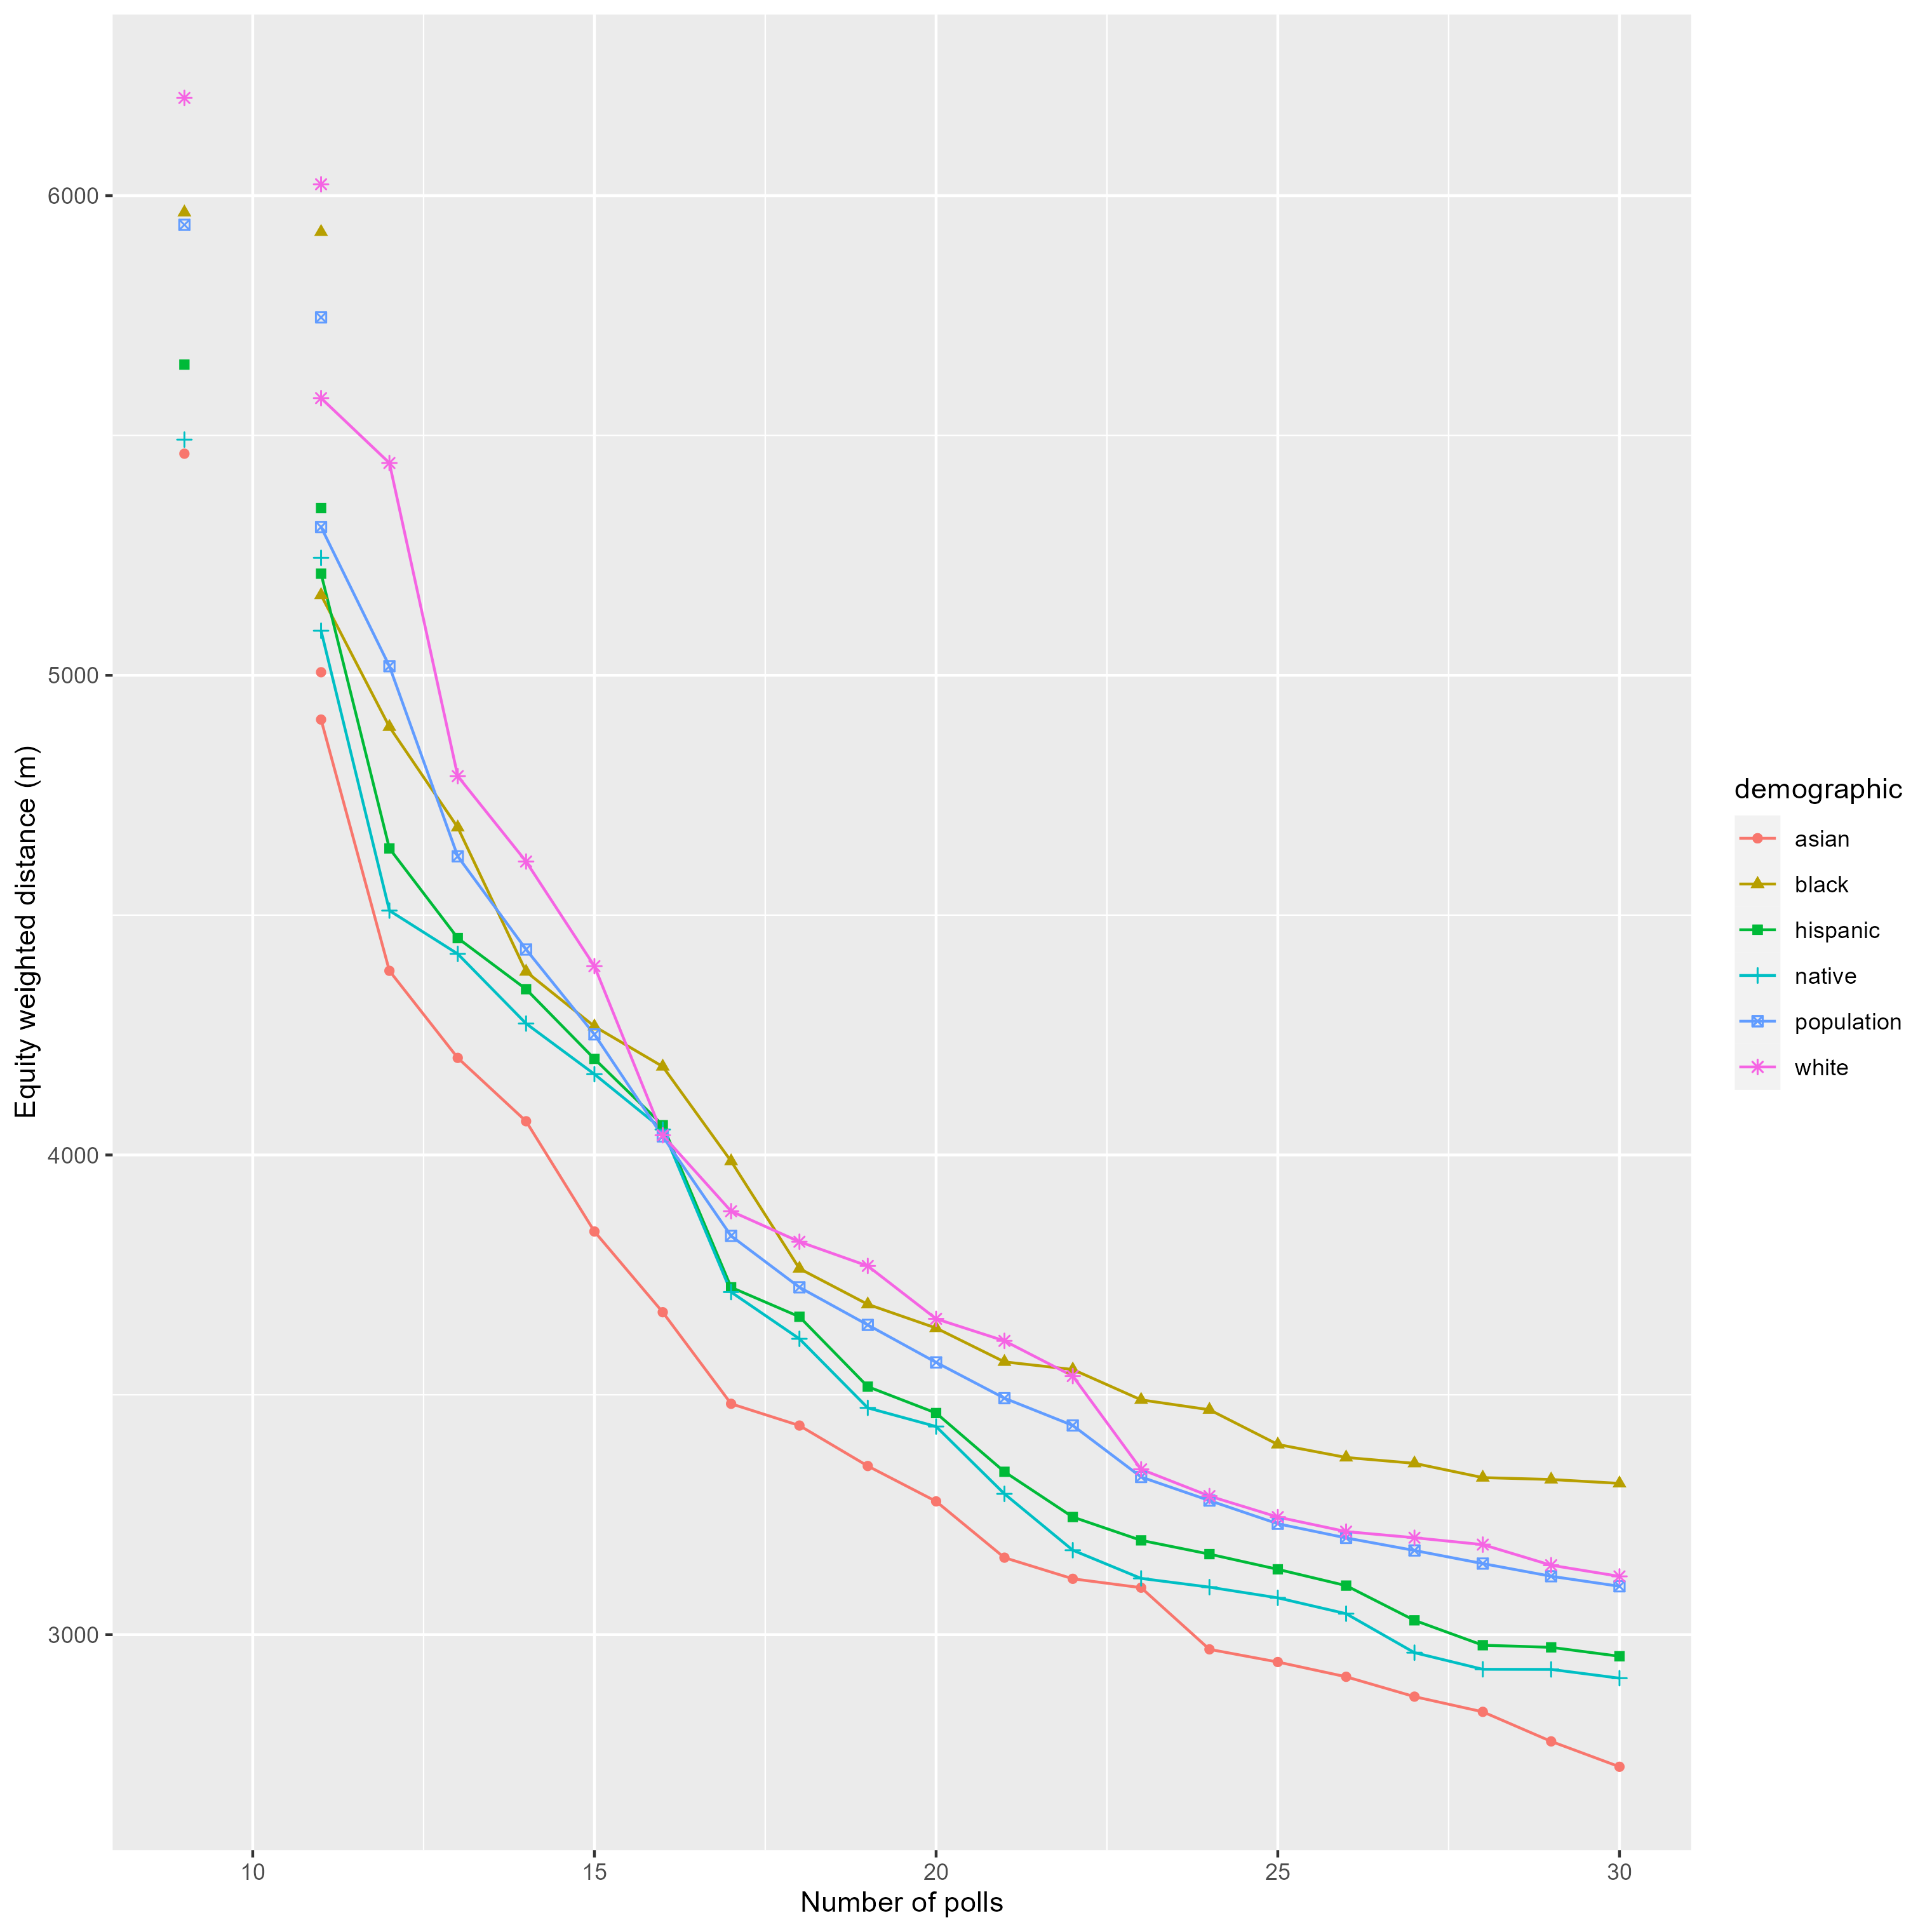 Equity weighted distance (m)
6000
5000
4000
3000
10 15 20 25 30
Number of polls
demographic
asian
black
hispanic
native
population
white